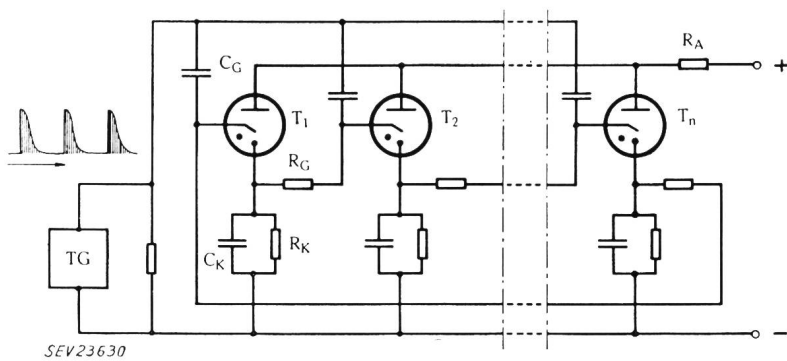 C_G
R_A
+
T_1
T_2
T_n
R_G
TG
C_K
R_K
−
SEV23630